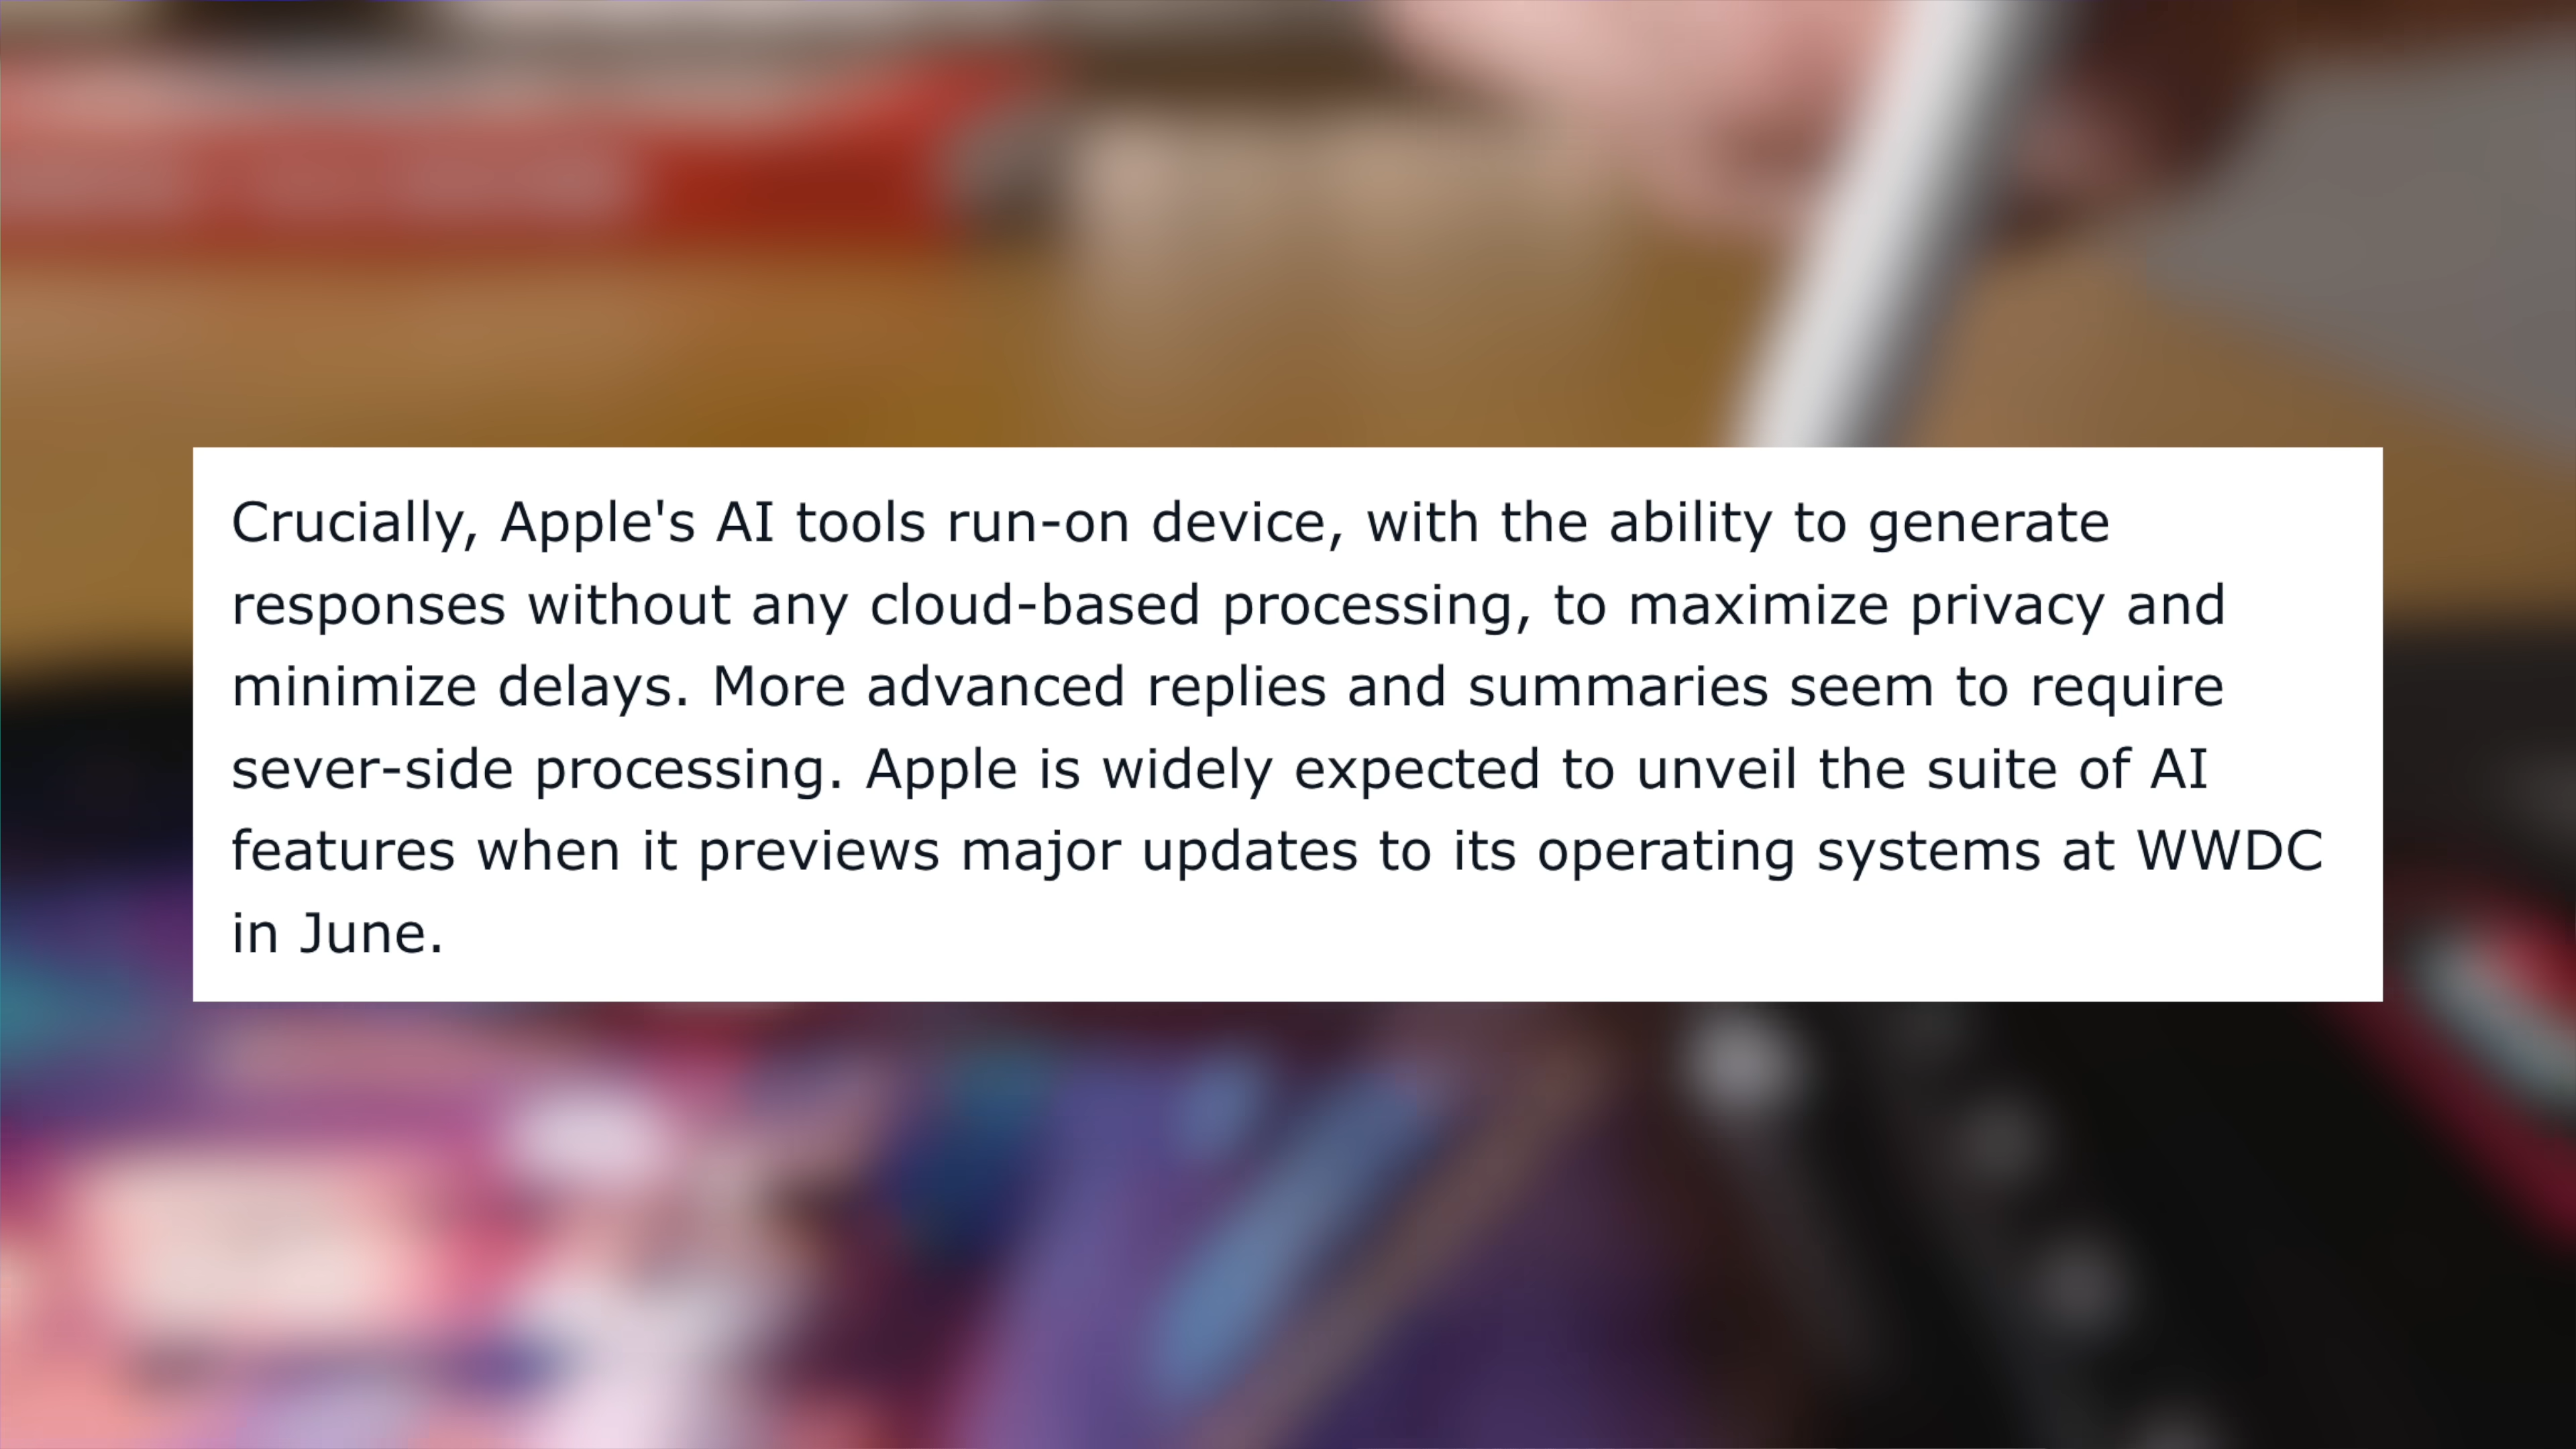 Crucially, Apple's AI tools run-on device, with the ability to generate
responses without any cloud-based processing, to maximize privacy and
minimize delays. More advanced replies and summaries seem to require
sever-side processing. Apple is widely expected to unveil the suite of AI
features when it previews major updates to its operating systems at WWDC
in June.